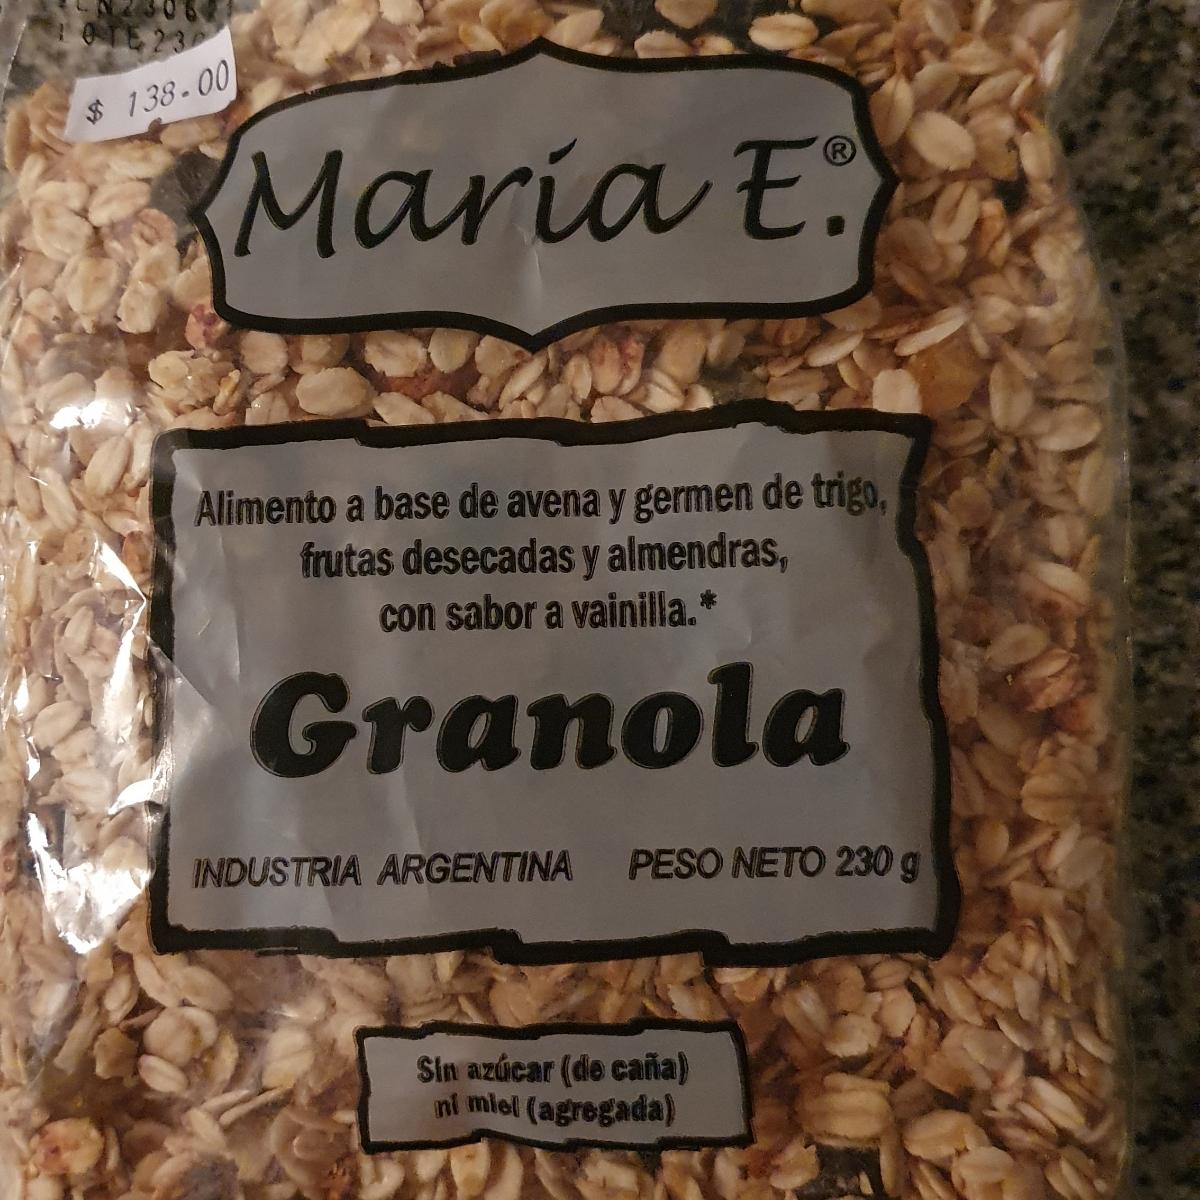 $ 138.00
María E.®
Alimento a base de avena y germen de trigo,
frutas desecadas y almendras,
con sabor a vainilla.*
Granola
INDUSTRIA ARGENTINA PESO NETO 230 g
Sin azúcar (de caña)
ni miel (agregada)